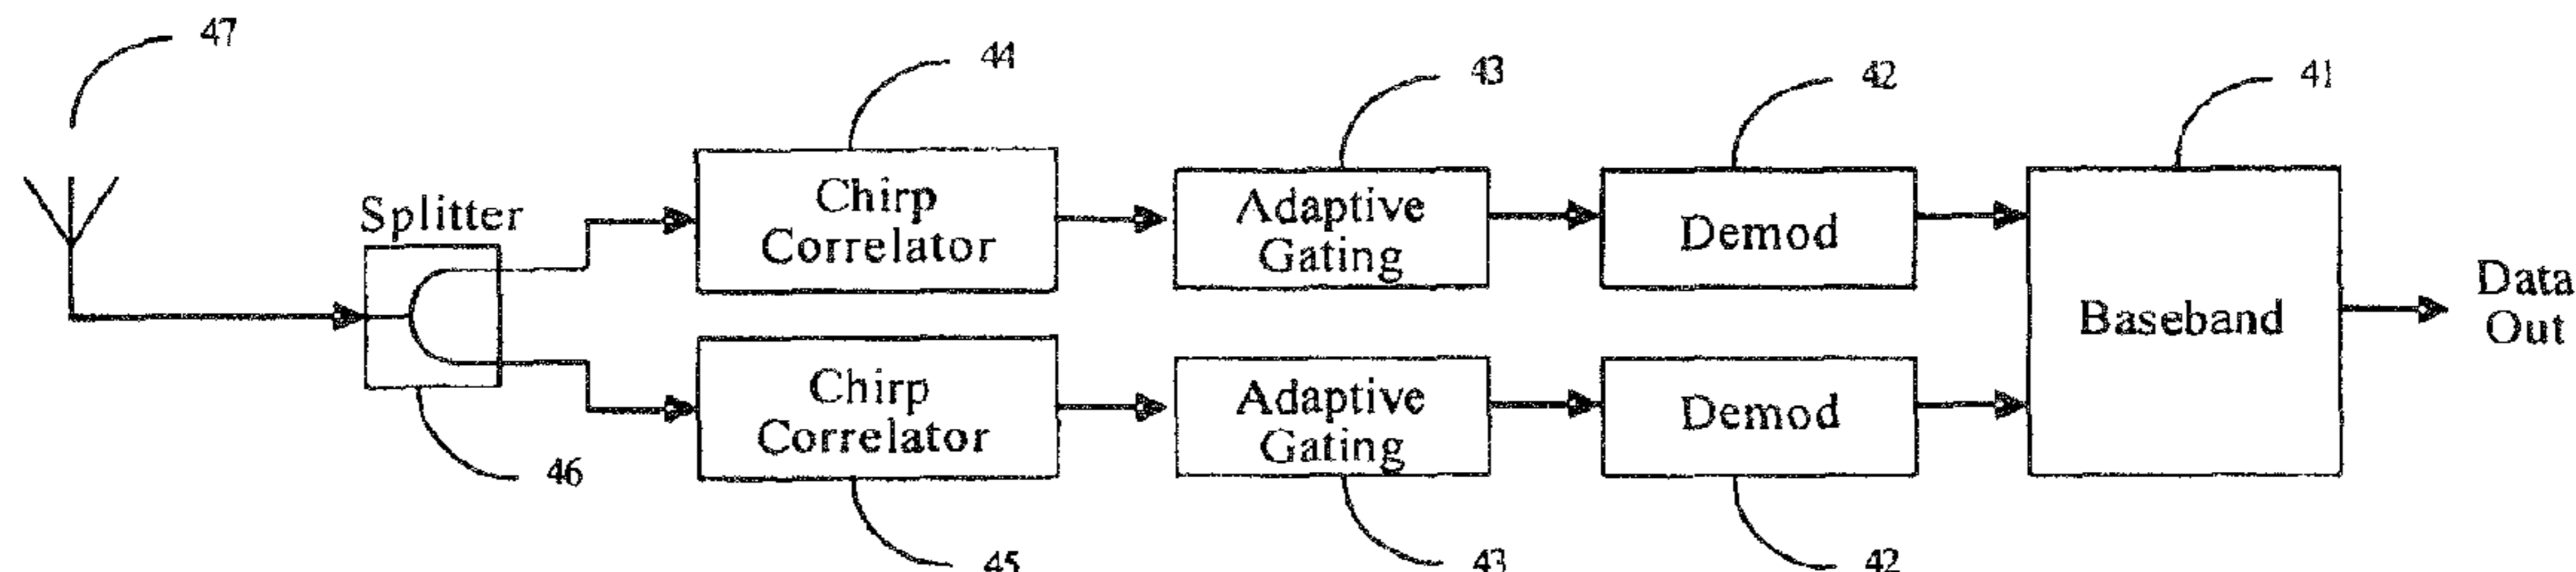 47
44
43
42
41
Splitter
Chirp
Correlator
Adaptive
Gating
Demod
Baseband
Data
Out
Chirp
Correlator
Adaptive
Gating
Demod
46
45
43
42